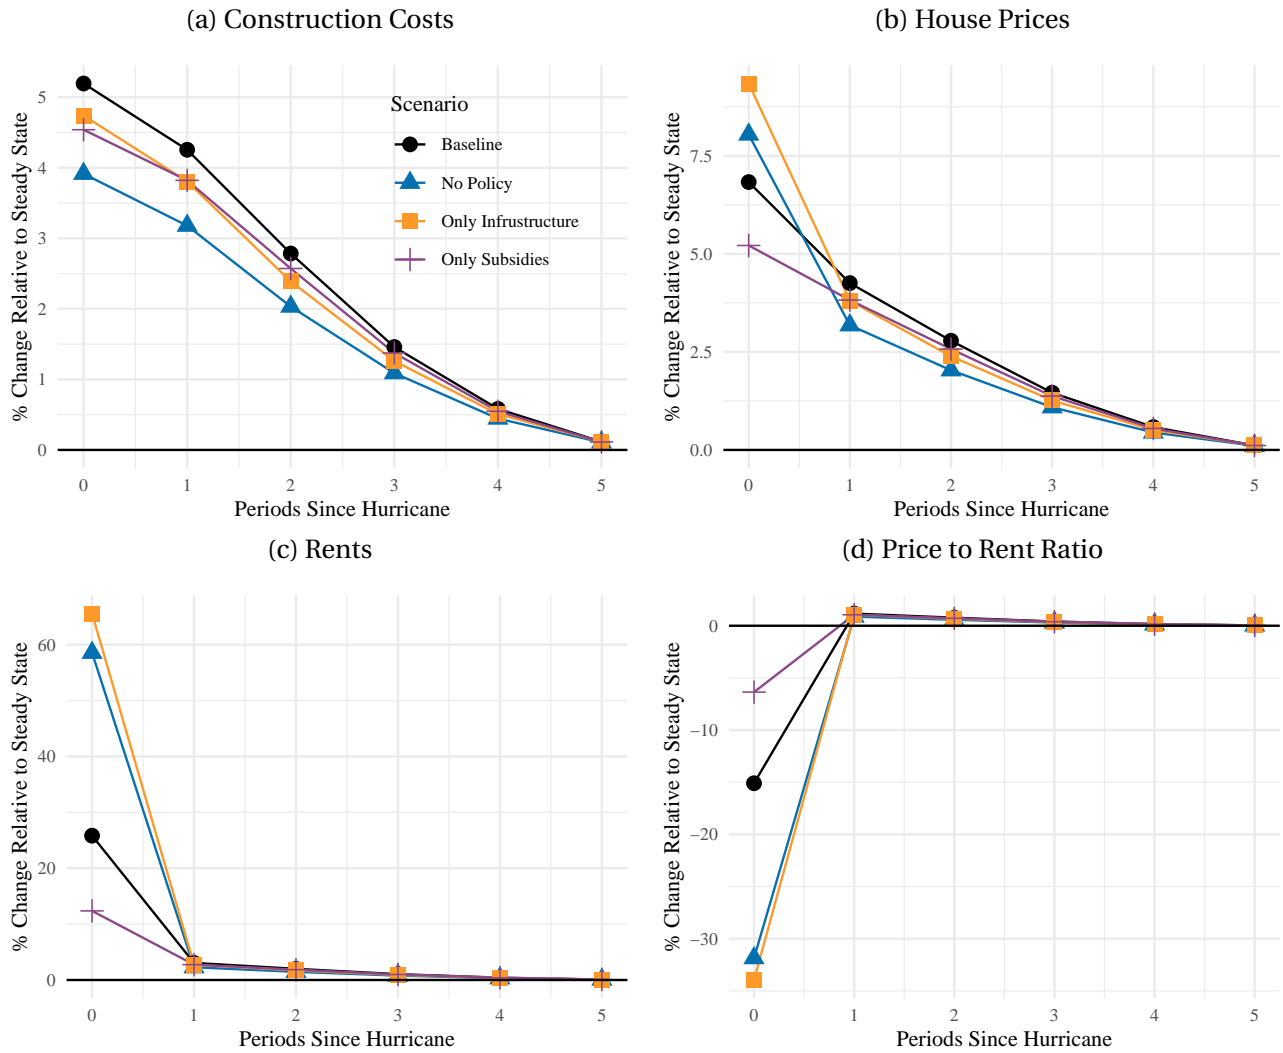 (a) Construction Costs
% Change Relative to Steady State
5
4
3
2
1
0
Scenario
Baseline
No Policy
Only Infrustructure
Only Subsidies
0 1 2 3 4 5
Periods Since Hurricane
(b) House Prices
% Change Relative to Steady State
7.5
5.0
2.5
0.0
0 1 2 3 4 5
Periods Since Hurricane
(c) Rents
% Change Relative to Steady State
60
40
20
0
0 1 2 3 4 5
Periods Since Hurricane
(d) Price to Rent Ratio
% Change Relative to Steady State
0
−10
−20
−30
0 1 2 3 4 5
Periods Since Hurricane